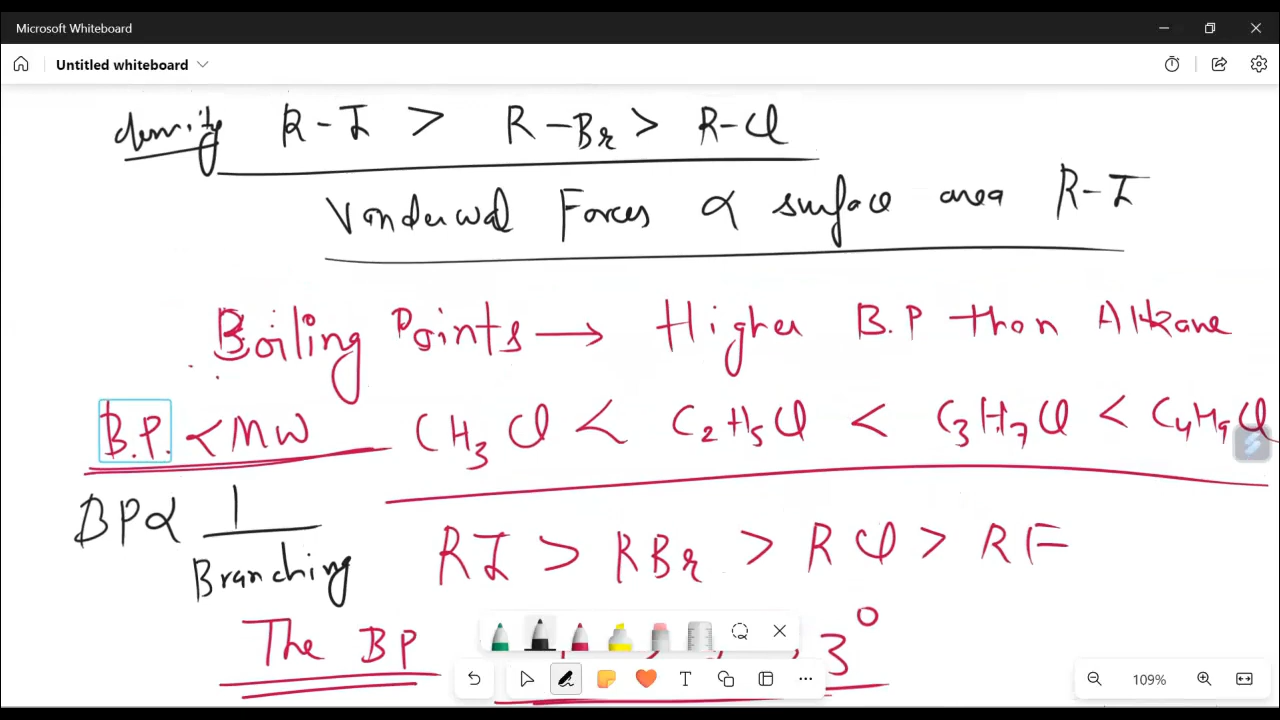 Microsoft Whiteboard
Untitled whiteboard
density R-I > R-Br > R-Cl
Vanderwal Forces ∝ surface area R-I
Boiling Points → Higher B.P than Alkane
B.P. ∝ MW CH3Cl < C2H5Cl < C3H7Cl < C4H9Cl
BP ∝ 1
Branching
RI > RBr > RCl > RF
The BP 3°
109%